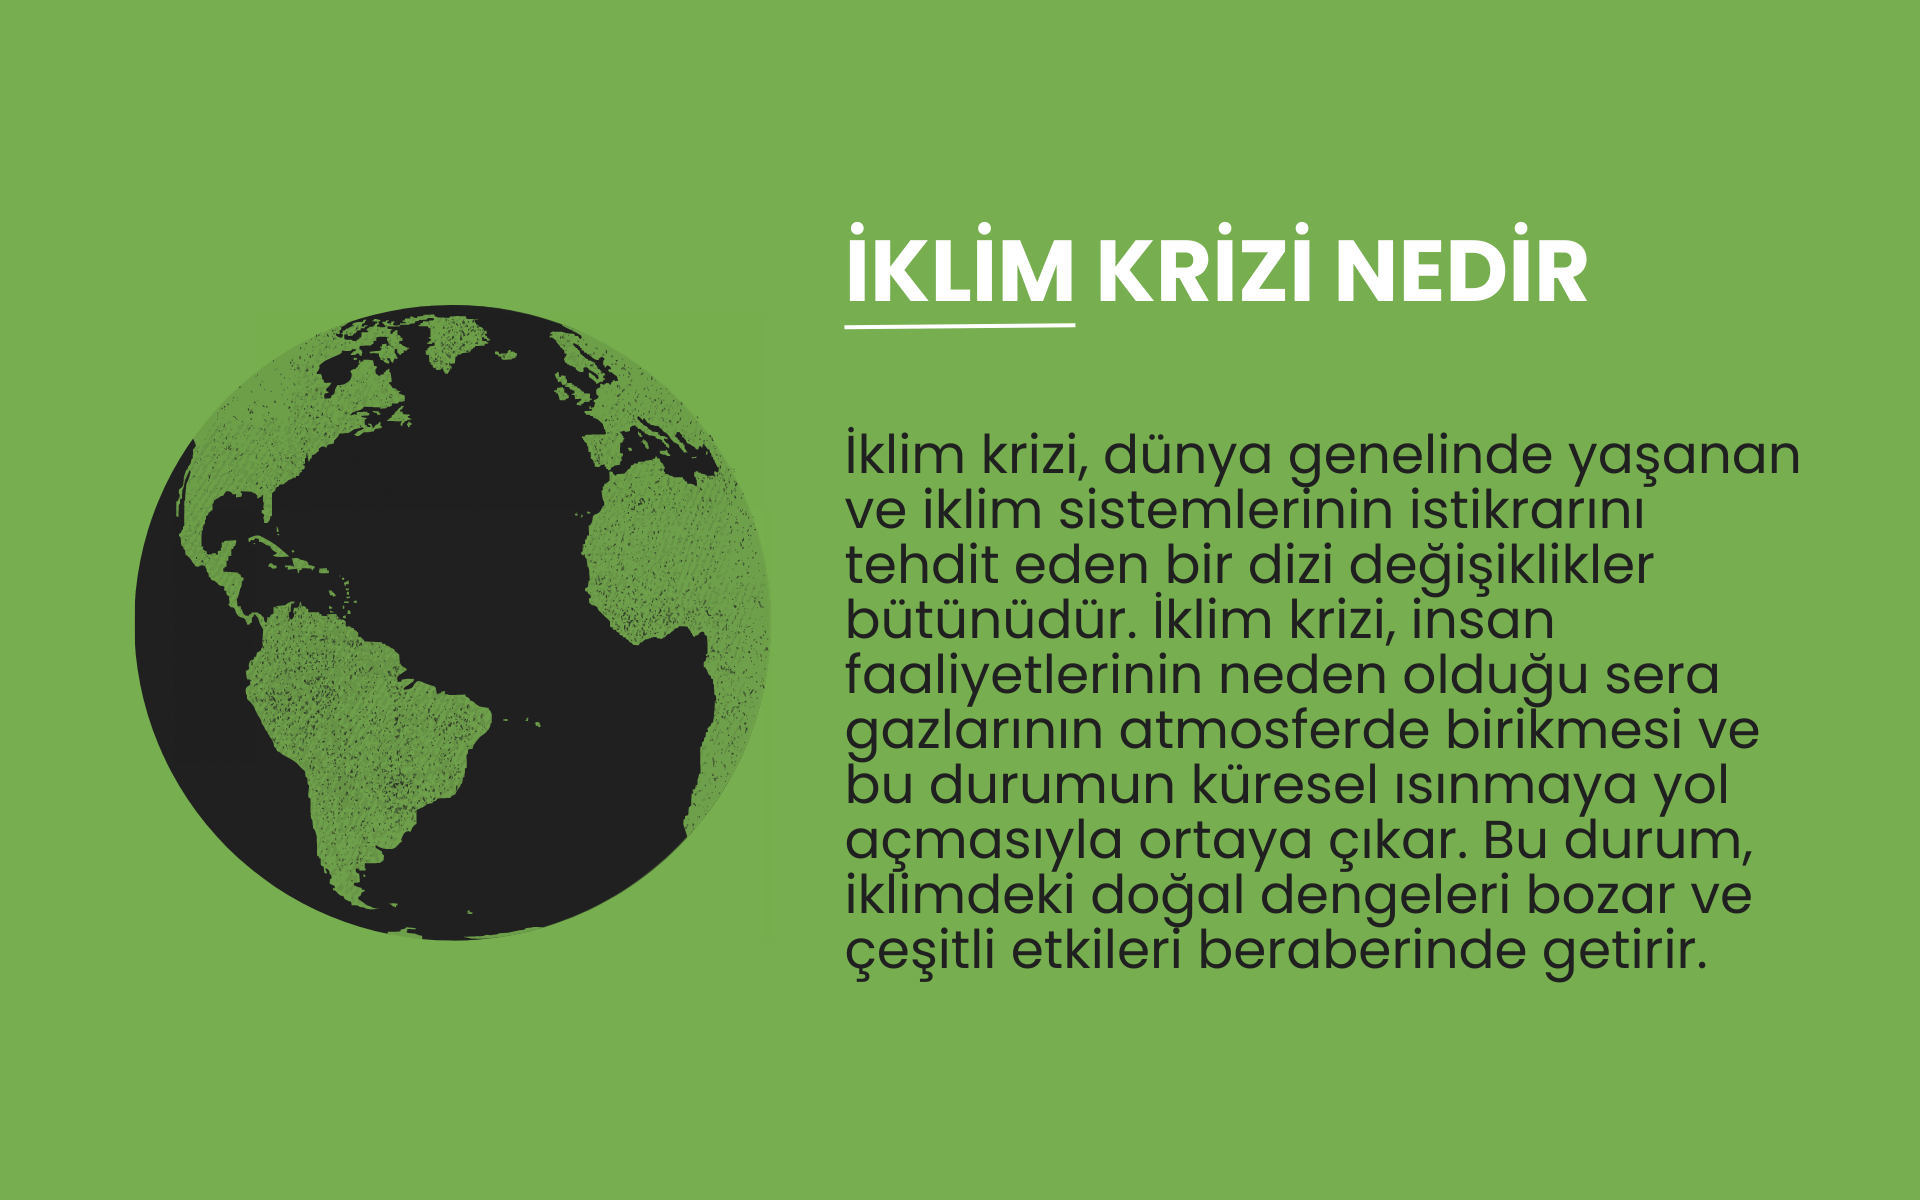 İKLİM KRİZİ NEDİR
İklim krizi, dünya genelinde yaşanan
ve iklim sistemlerinin istikrarını
tehdit eden bir dizi değişiklikler
bütünüdür. İklim krizi, insan
faaliyetlerinin neden olduğu sera
gazlarının atmosferde birikmesi ve
bu durumun küresel ısınmaya yol
açmasıyla ortaya çıkar. Bu durum,
iklimdeki doğal dengeleri bozar ve
çeşitli etkileri beraberinde getirir.